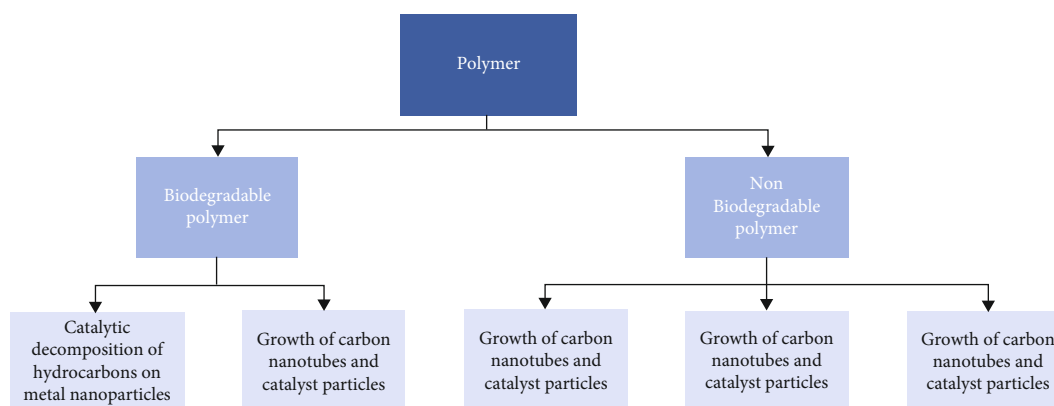 Polymer
Biodegradable
polymer
Non
Biodegradable
polymer
Catalytic
decomposition of
hydrocarbons on
metal nanoparticles
Growth of carbon
nanotubes and
catalyst particles
Growth of carbon
nanotubes and
catalyst particles
Growth of carbon
nanotubes and
catalyst particles
Growth of carbon
nanotubes and
catalyst particles